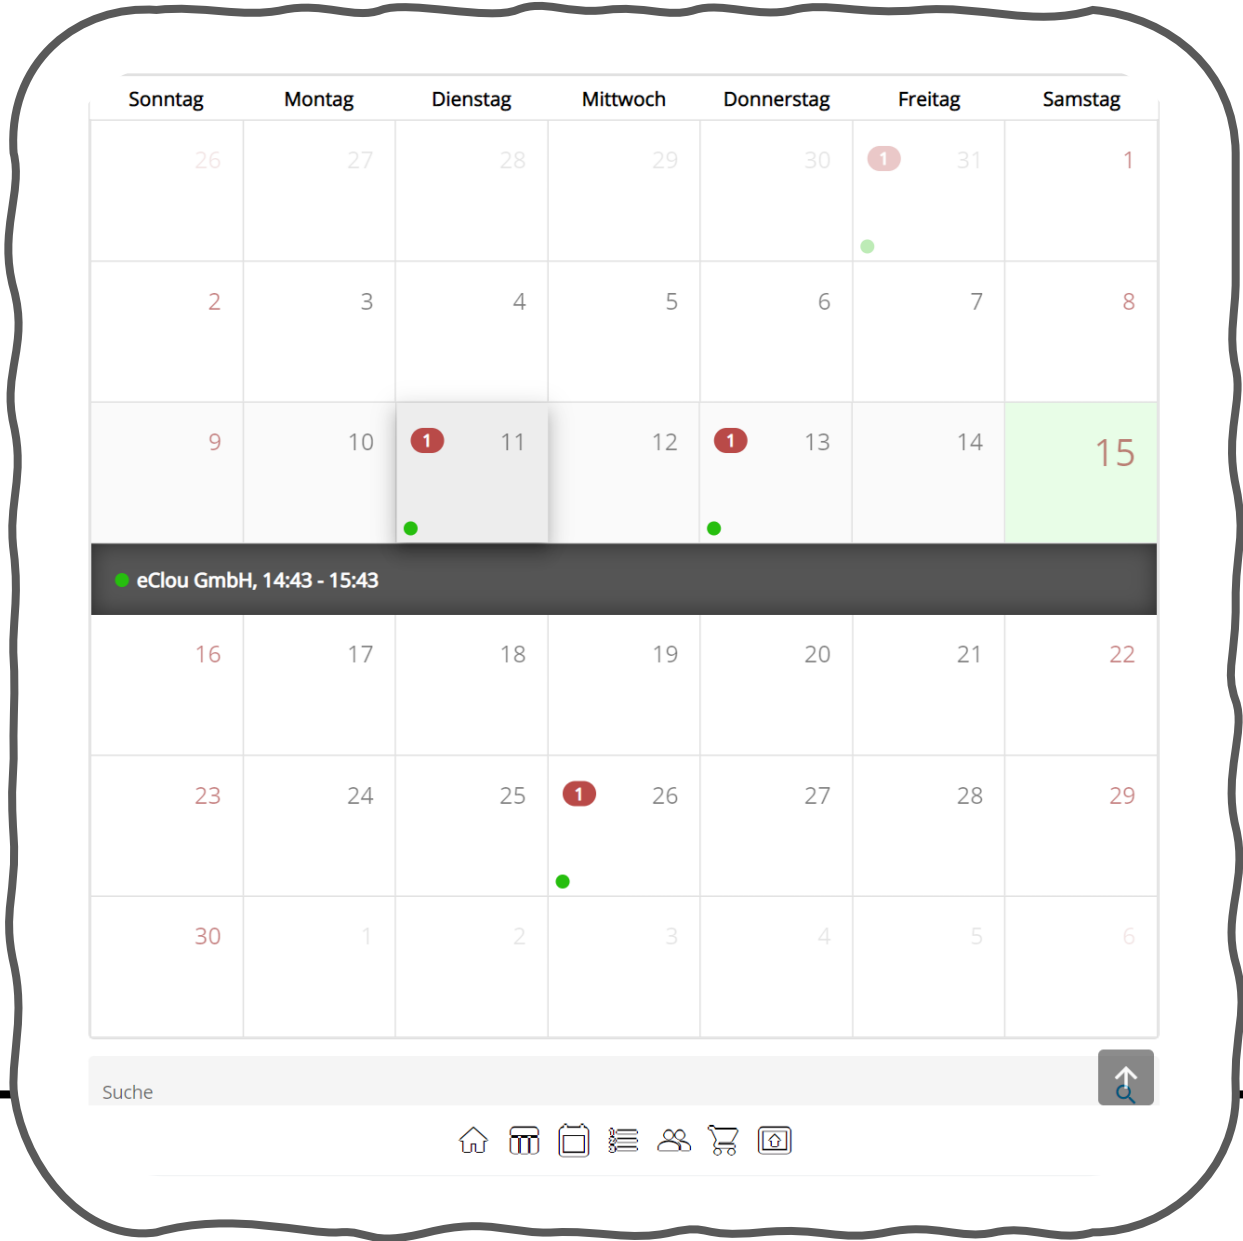 Sonntag Montag Dienstag Mittwoch Donnerstag Freitag Samstag
26 27 28 29 30 1 31 1
2 3 4 5 6 7 8
9 10 1 11 12 1 13 14 15
eClou GmbH, 14:43 - 15:43
16 17 18 19 20 21 22
23 24 25 1 26 27 28 29
30 1 2 3 4 5 6
Suche